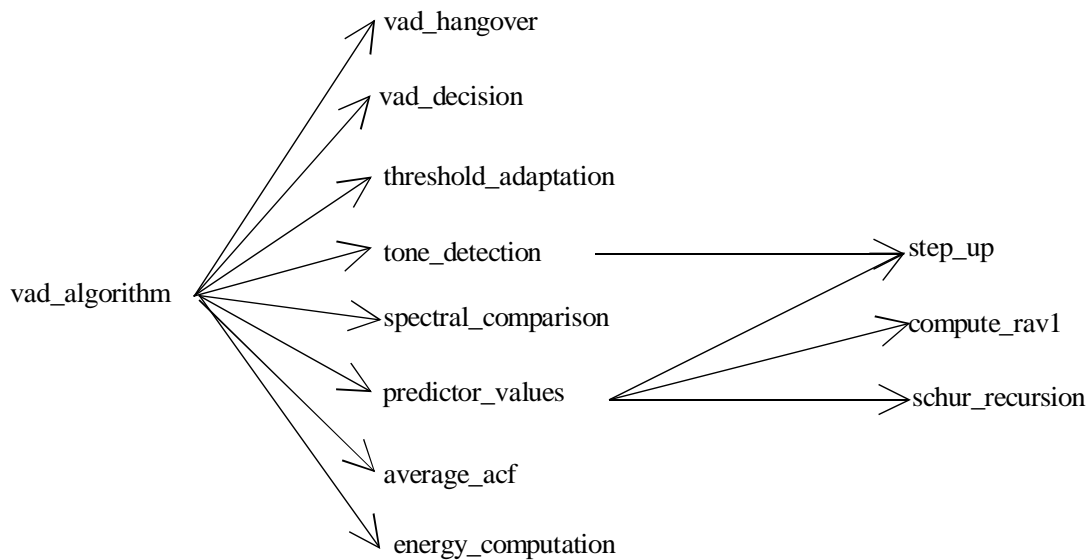 vad_hangover
vad_decision
threshold_adaptation
tone_detection
step_up
vad_algorithm
spectral_comparison
compute_rav1
predictor_values
schur_recursion
average_acf
energy_computation